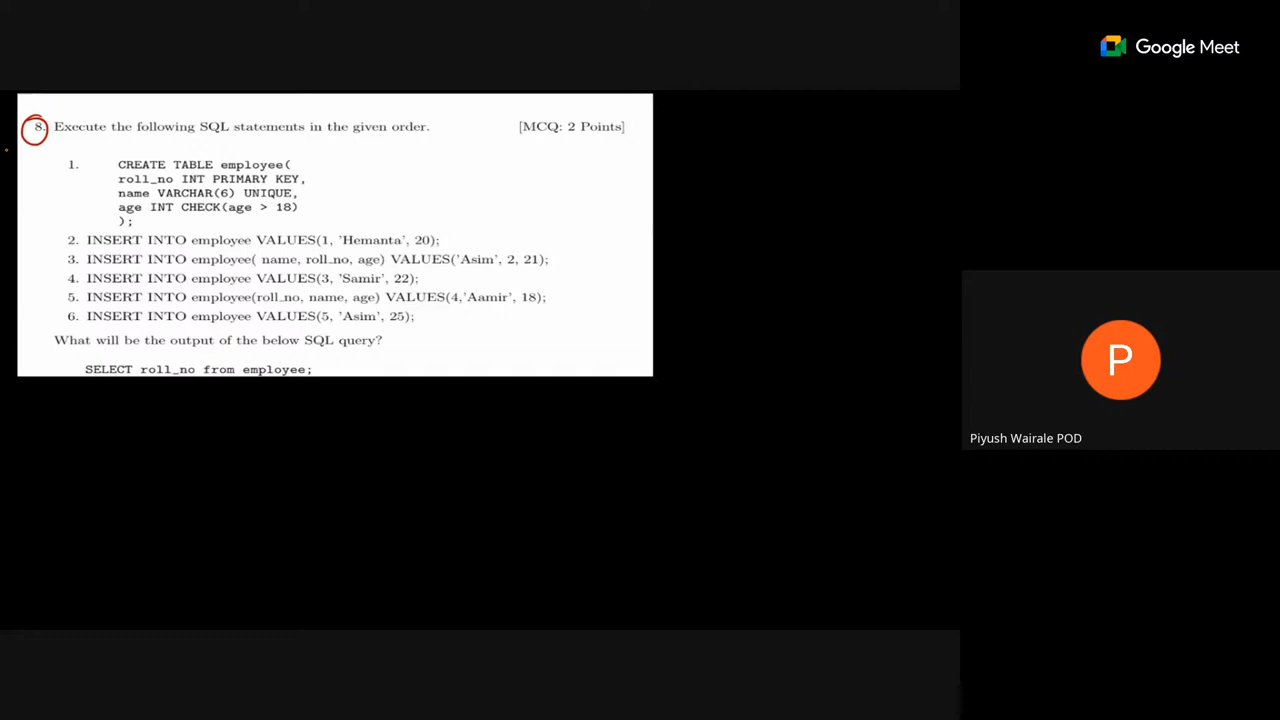 Google Meet
8. Execute the following SQL statements in the given order. [MCQ: 2 Points]
1. CREATE TABLE employee(
roll_no INT PRIMARY KEY,
name VARCHAR(6) UNIQUE,
age INT CHECK(age > 18)
);
2. INSERT INTO employee VALUES(1, 'Hemanta', 20);
3. INSERT INTO employee( name, roll_no, age) VALUES('Asim', 2, 21);
4. INSERT INTO employee VALUES(3, 'Samir', 22);
5. INSERT INTO employee(roll_no, name, age) VALUES(4,'Aamir', 18);
6. INSERT INTO employee VALUES(5, 'Asim', 25);
What will be the output of the below SQL query?
SELECT roll_no from employee;
P
Piyush Wairale POD